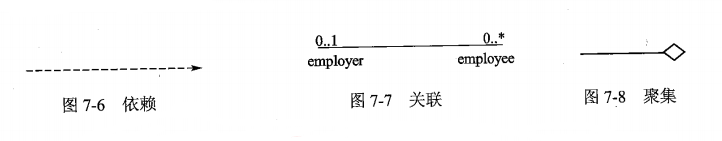 0..1 0..*
employer employee
图 7-6 依赖 图 7-7 关联 图 7-8 聚集